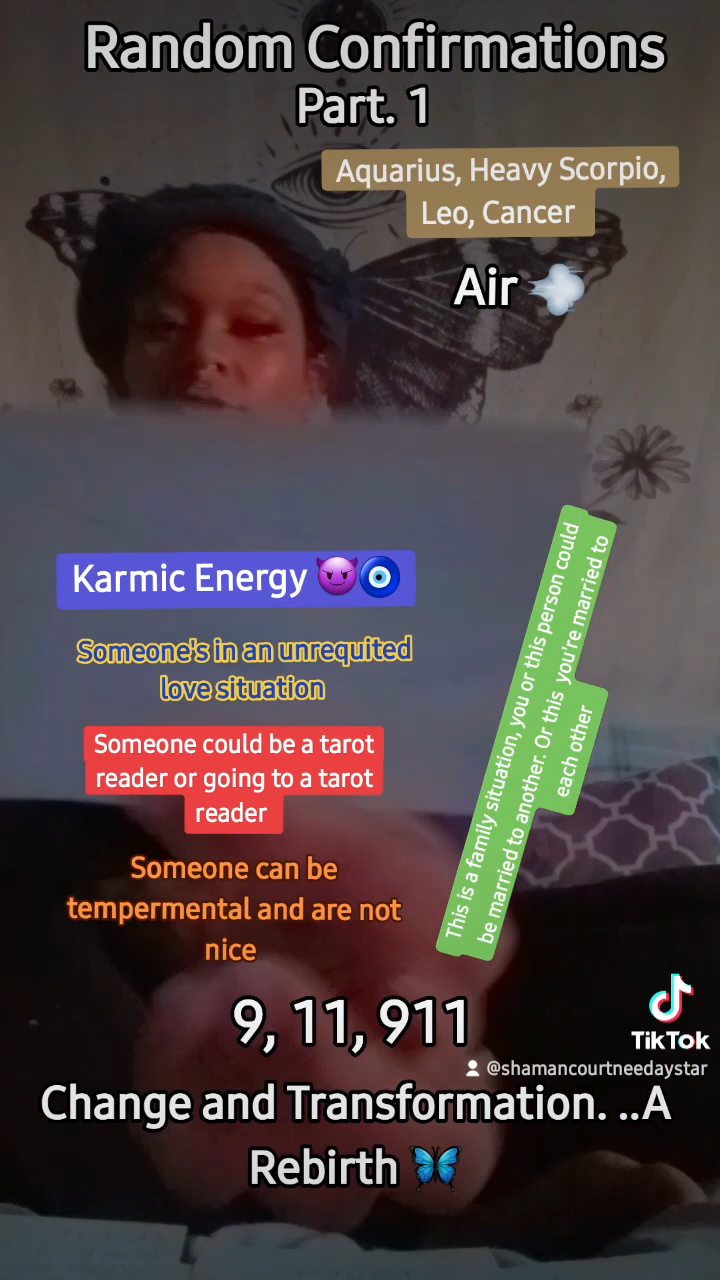 Random Confirmations
Part. 1
Aquarius, Heavy Scorpio,
Leo, Cancer
Air 💨
Karmic Energy 😈🧿
Someone's in an unrequited
love situation
Someone could be a tarot
reader or going to a tarot
reader
Someone can be
tempermental and are not
nice
This is a family situation, you or this person could
be married to another. Or this you're married to
each other
9, 11, 911
TikTok
@shamancourtneedaystar
Change and Transformation. ..A
Rebirth 🦋